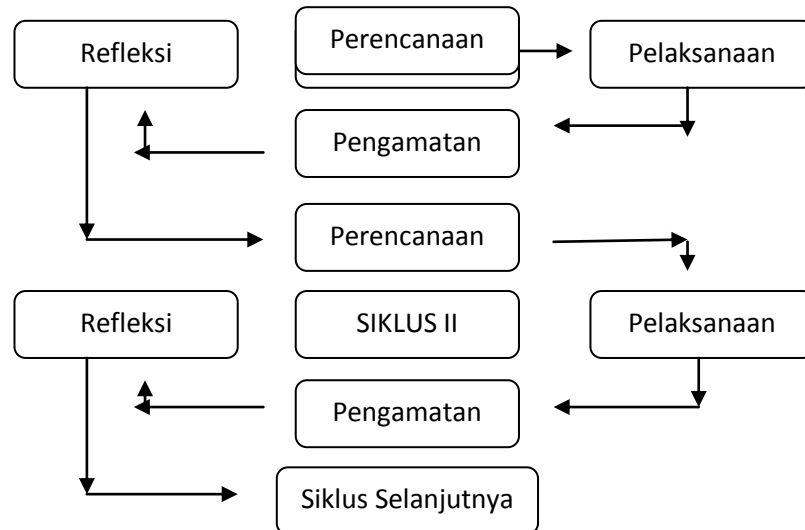 Perencanaan
Refleksi
Pelaksanaan
Pengamatan
Perencanaan
Refleksi
SIKLUS II
Pelaksanaan
Pengamatan
Siklus Selanjutnya